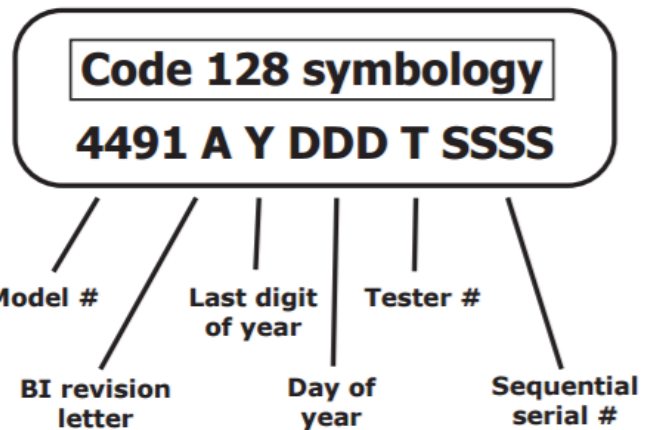 Code 128 symbology
4491 A Y DDD T SSSS
Model #
Last digit
of year
Tester #
BI revision
letter
Day of
year
Sequential
serial #